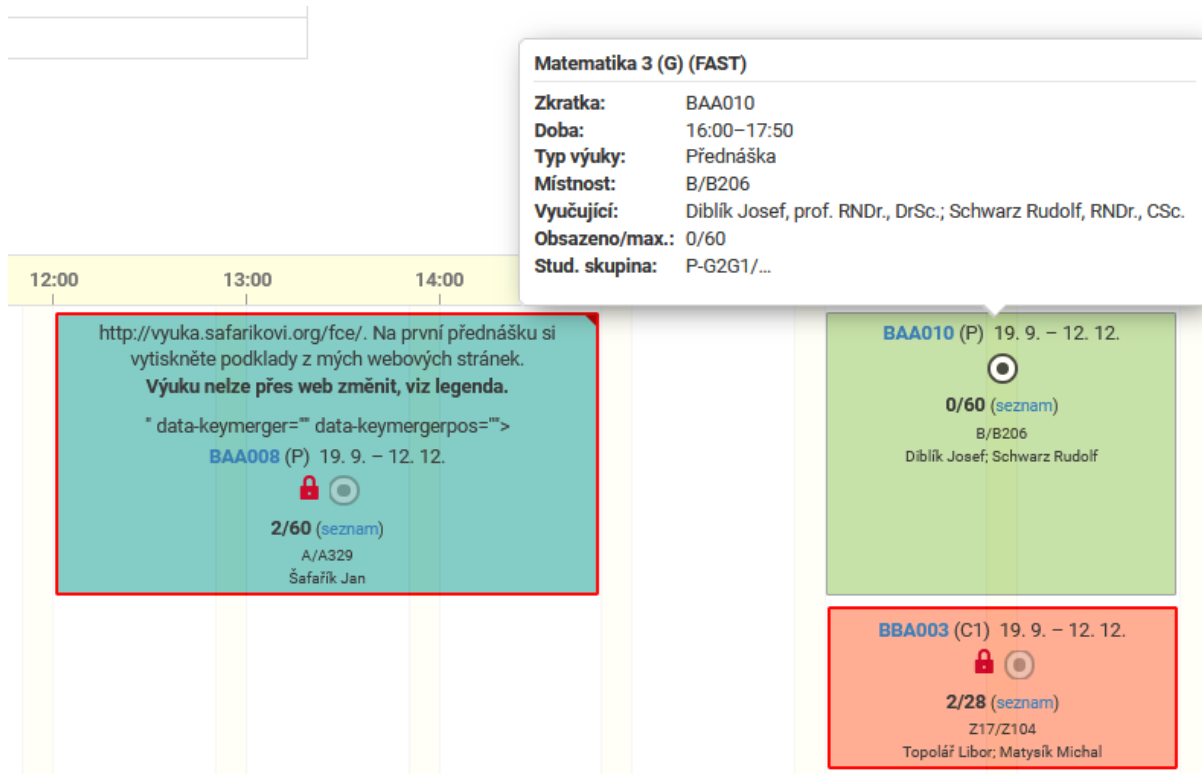 Matematika 3 (G) (FAST)
Zkratka: BAA010
Doba: 16:00–17:50
Typ výuky: Přednáška
Místnost: B/B206
Vyučující: Diblík Josef, prof. RNDr., DrSc.; Schwarz Rudolf, RNDr., CSc.
Obsazeno/max.: 0/60
Stud. skupina: P-G2G1/...
12:00 13:00 14:00
http://vyuka.safarikovi.org/fce/. Na první přednášku si
vytiskněte podklady z mých webových stránek.
Výuku nelze přes web změnit, viz legenda.
" data-keymerger="" data-keymergerpos="">
BAA008 (P) 19. 9. – 12. 12.
2/60 (seznam)
A/A329
Šafařík Jan
BAA010 (P) 19. 9. – 12. 12.
0/60 (seznam)
B/B206
Diblík Josef; Schwarz Rudolf
BBA003 (C1) 19. 9. – 12. 12.
2/28 (seznam)
Z17/Z104
Topolář Libor; Matysík Michal